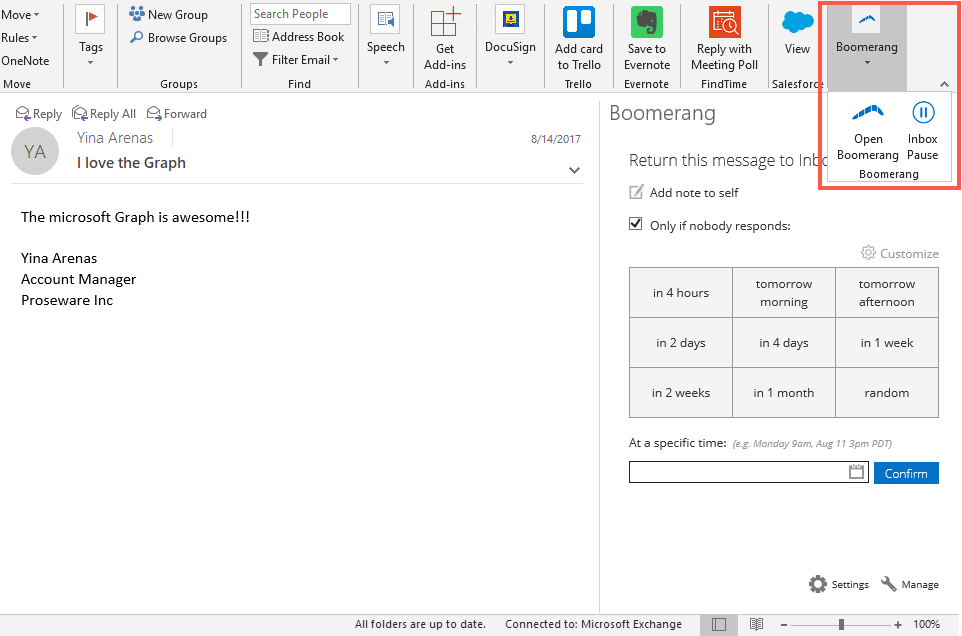 Move
Rules
OneNote
Move
Tags
New Group
Browse Groups
Groups
Search People
Address Book
Filter Email
Find
Speech
Get
Add-ins
Add-ins
DocuSign
Add card
to Trello
Trello
Save to
Evernote
Evernote
Reply with
Meeting Poll
FindTime
View
Salesforce
Boomerang
Open
Boomerang
Inbox
Pause
Boomerang
Reply Reply All Forward
YA
Yina Arenas
8/14/2017
I love the Graph
The microsoft Graph is awesome!!!
Yina Arenas
Account Manager
Proseware Inc
Boomerang
Return this message to Inbo
Add note to self
Only if nobody responds:
Customize
in 4 hours
tomorrow
morning
tomorrow
afternoon
in 2 days
in 4 days
in 1 week
in 2 weeks
in 1 month
random
At a specific time: (e.g. Monday 9am, Aug 11 3pm PDT)
Confirm
Settings Manage
All folders are up to date. Connected to: Microsoft Exchange 100%